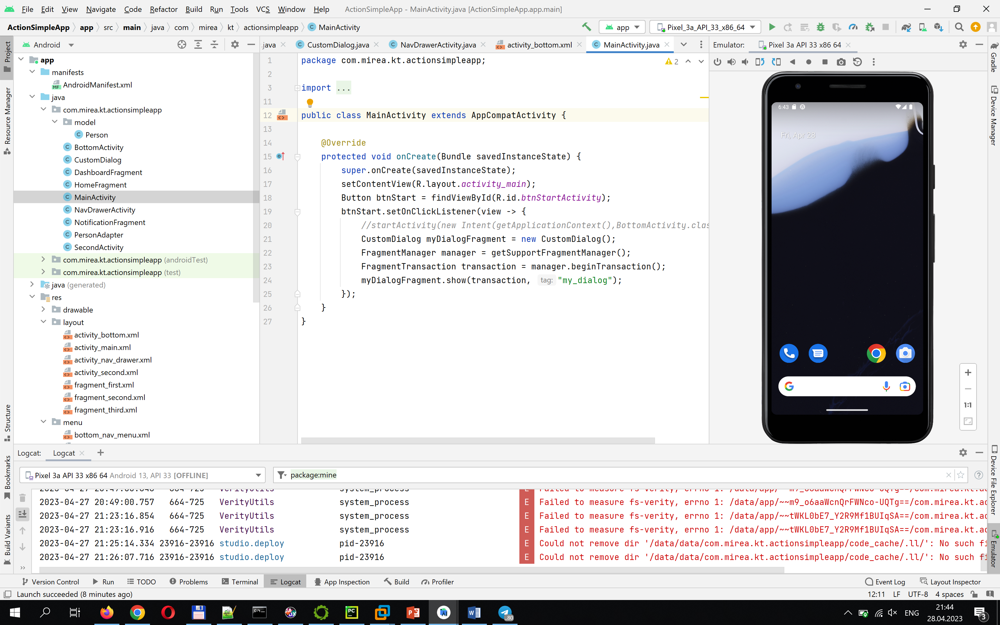 File Edit View Navigate Code Refactor Build Run Tools VCS Window Help ActionSimpleApp - MainActivity.java [ActionSimpleApp.app.main]
ActionSimpleApp app src main java com mirea kt actionsimpleapp MainActivity
app Pixel_3a_API_33_x86_64
Android
.java CustomDialog.java NavDrawerActivity.java activity_bottom.xml MainActivity.java
Emulator: Pixel 3a API 33 x86 64
Project
Resource Manager
Structure
Bookmarks
Build Variants
app
manifests
AndroidManifest.xml
java
com.mirea.kt.actionsimpleapp
model
Person
BottomActivity
CustomDialog
DashboardFragment
HomeFragment
MainActivity
NavDrawerActivity
NotificationFragment
PersonAdapter
SecondActivity
com.mirea.kt.actionsimpleapp (androidTest)
com.mirea.kt.actionsimpleapp (test)
java (generated)
res
drawable
layout
activity_bottom.xml
activity_main.xml
activity_nav_drawer.xml
activity_second.xml
fragment_first.xml
fragment_second.xml
fragment_third.xml
menu
bottom_nav_menu.xml
1 package com.mirea.kt.actionsimpleapp;
2
3 import ...
11
12 public class MainActivity extends AppCompatActivity {
13
14 @Override
15 protected void onCreate(Bundle savedInstanceState) {
16 super.onCreate(savedInstanceState);
17 setContentView(R.layout.activity_main);
18 Button btnStart = findViewById(R.id.btnStartActivity);
19 btnStart.setOnClickListener(view -> {
20 //startActivity(new Intent(getApplicationContext(),BottomActivity.clas
21 CustomDialog myDialogFragment = new CustomDialog();
22 FragmentManager manager = getSupportFragmentManager();
23 FragmentTransaction transaction = manager.beginTransaction();
24 myDialogFragment.show(transaction, tag: "my_dialog");
25 });
26 }
27 }
2
6:43
Fri, Apr 28
1:1
Gradle
Device Manager
Device File Explorer
Emulator
Logcat: Logcat
Pixel 3a API 33 x86 64 Android 13, API 33 [OFFLINE] package:mine
2023-04-27 20:49:00.757 664-725 VerityUtils system_process E Failed to measure fs-verity, errno 1: /data/app/~~m9_o6aaWcnQrFWNco-UQTg==/com.mirea.kt.ac
2023-04-27 21:23:16.854 664-725 VerityUtils system_process E Failed to measure fs-verity, errno 1: /data/app/~~tWKL0bE7_Y2R9Mf1BUIqSA==/com.mirea.kt.ac
2023-04-27 21:23:16.916 664-725 VerityUtils system_process E Failed to measure fs-verity, errno 1: /data/app/~~tWKL0bE7_Y2R9Mf1BUIqSA==/com.mirea.kt.ac
2023-04-27 21:25:14.334 23916-23916 studio.deploy pid-23916 E Could not remove dir '/data/data/com.mirea.kt.actionsimpleapp/code_cache/.ll/': No such fi
2023-04-27 21:26:07.716 23916-23916 studio.deploy pid-23916 E Could not remove dir '/data/data/com.mirea.kt.actionsimpleapp/code_cache/.ll/': No such fi
Version Control Run TODO Problems Terminal Logcat App Inspection Build Profiler Event Log Layout Inspector
Launch succeeded (8 minutes ago) 12:11 LF UTF-8 4 spaces
80 ENG 21:44
28.04.2023 3